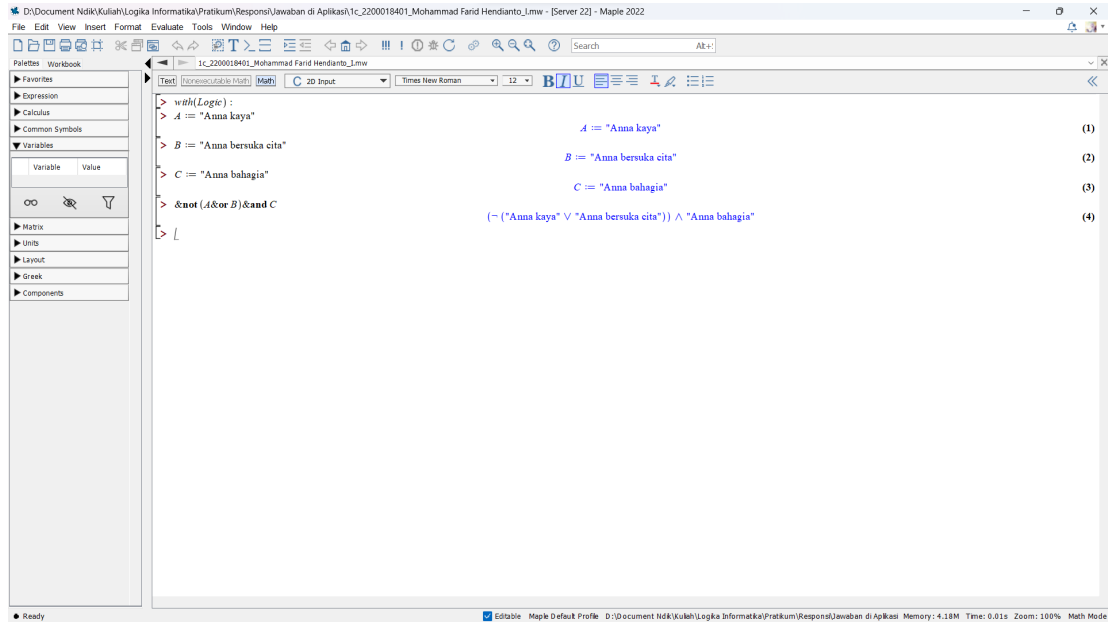 D:\Document Ndik\Kuliah\Logika Informatika\Pratikum\Responsi\Jawaban di Aplikasi\1c_2200018401_Mohammad Farid Hendianto_I.mw - [Server 22] - Maple 2022
File Edit View Insert Format Evaluate Tools Window Help
Search Alt+:
Palettes Workbook
1c_2200018401_Mohammad Farid Hendianto_I.mw
Text Nonexecutable Math Math C 2D Input Times New Roman 12 B I U
Favorites
Expression
Calculus
Common Symbols
Variables
Variable Value
Matrix
Units
Layout
Greek
Components
> with(Logic) :
> A := "Anna kaya"
A := "Anna kaya" (1)
> B := "Anna bersuka cita"
B := "Anna bersuka cita" (2)
> C := "Anna bahagia"
C := "Anna bahagia" (3)
> &not (A&or B)&and C
(¬ ("Anna kaya" ∨ "Anna bersuka cita")) ∧ "Anna bahagia" (4)
>
Ready
Editable Maple Default Profile D:\Document Ndik\Kuliah\Logika Informatika\Pratikum\Responsi\Jawaban di Aplikasi Memory: 4.18M Time: 0.01s Zoom: 100% Math Mode